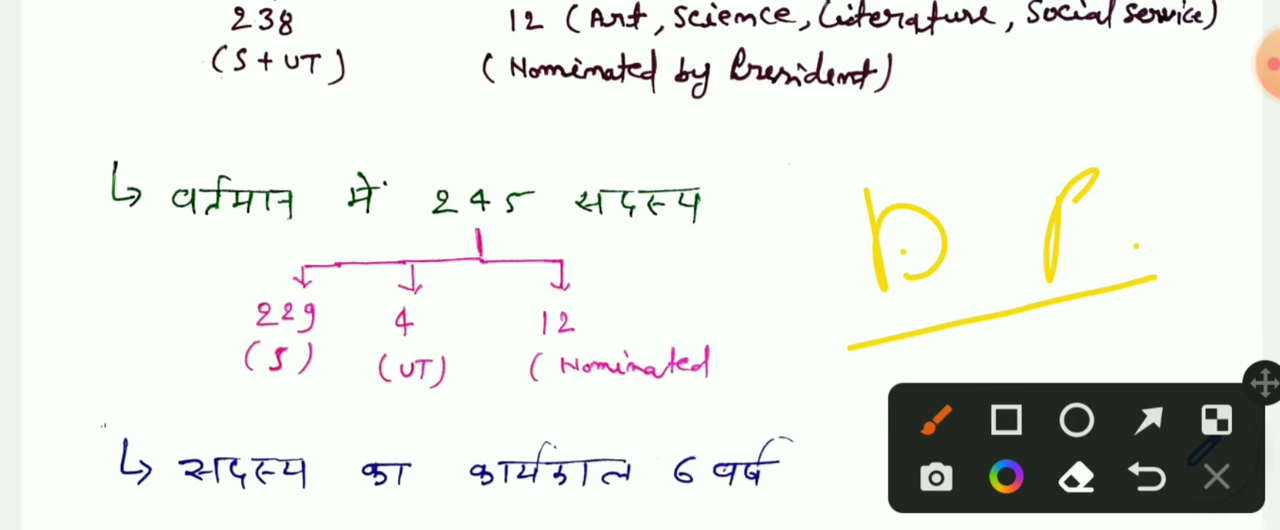 238 12 (Art, Science, Literature, Social service)
(S+UT) (Nominated by President)
↳ वर्तमान में 245 सदस्य
D. P.
229 4 12
(S) (UT) (Nominated
↳ सदस्य का कार्यकाल 6 वर्ष